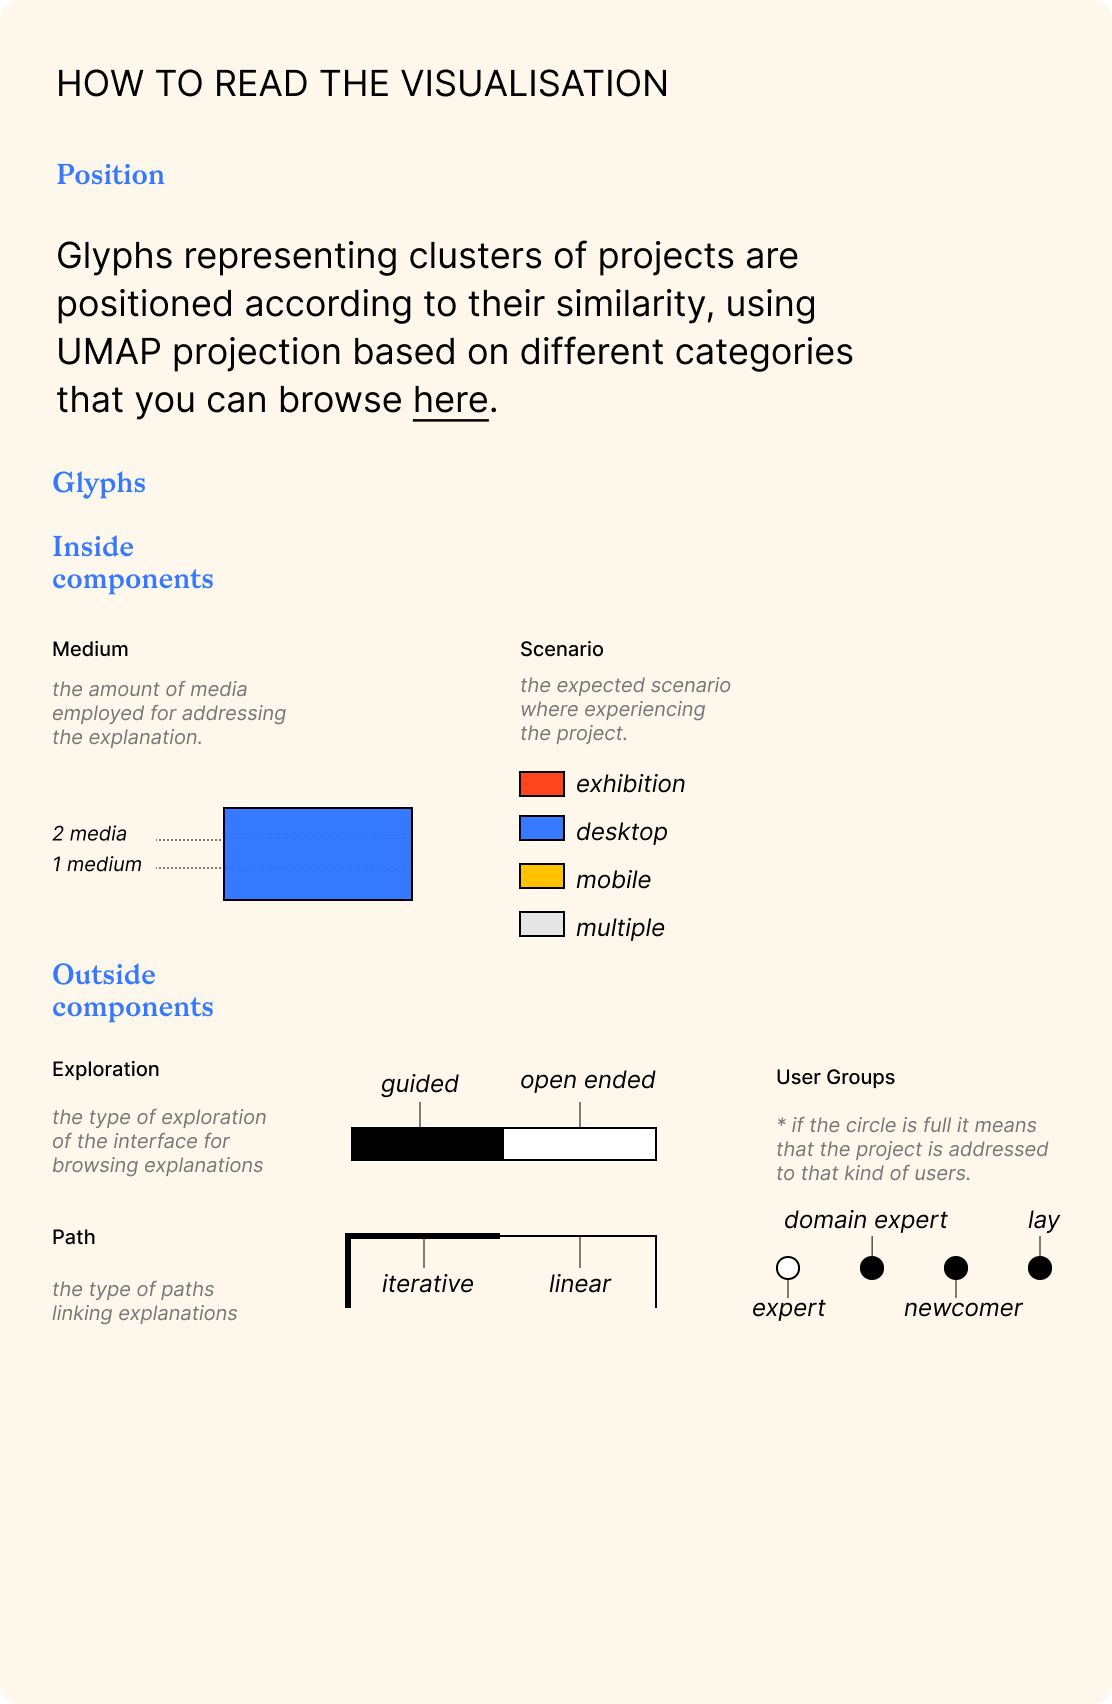 HOW TO READ THE VISUALISATION
Position
Glyphs representing clusters of projects are
positioned according to their similarity, using
UMAP projection based on different categories
that you can browse here.
Glyphs
Inside
components
Medium
the amount of media
employed for addressing
the explanation.
2 media
1 medium
Scenario
the expected scenario
where experiencing
the project.
exhibition
desktop
mobile
multiple
Outside
components
Exploration
the type of exploration
of the interface for
browsing explanations
guided
open ended
Path
the type of paths
linking explanations
iterative
linear
User Groups
* if the circle is full it means
that the project is addressed
to that kind of users.
domain expert
lay
expert
newcomer